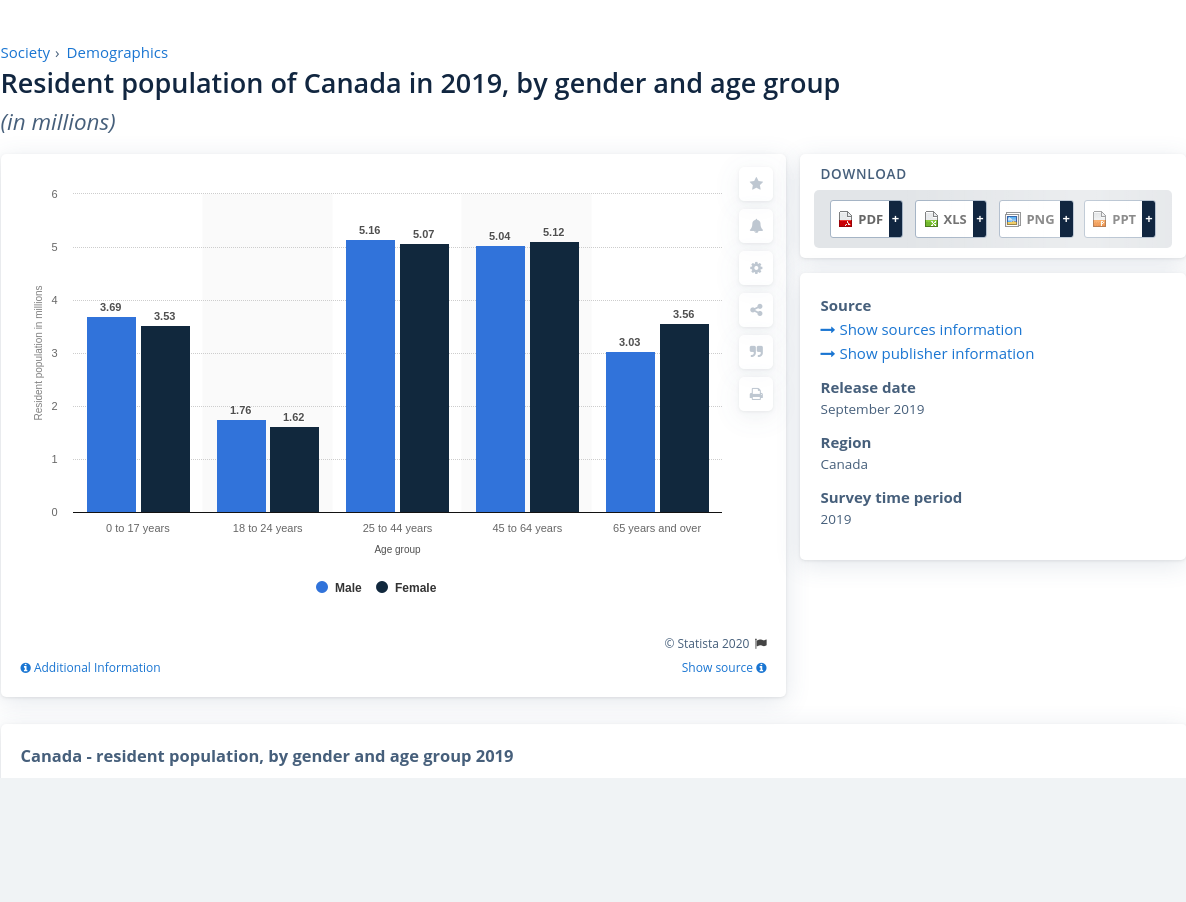 Society › Demographics
Resident population of Canada in 2019, by gender and age group
(in millions)
6
5
4
3
2
1
0
Resident population in millions
3.69
3.53
1.76
1.62
5.16
5.07
5.04
5.12
3.03
3.56
0 to 17 years
18 to 24 years
25 to 44 years
45 to 64 years
65 years and over
Age group
Male Female
© Statista 2020
Additional Information
Show source
DOWNLOAD
PDF + XLS + PNG + PPT +
Source
Show sources information
Show publisher information
Release date
September 2019
Region
Canada
Survey time period
2019
Canada - resident population, by gender and age group 2019